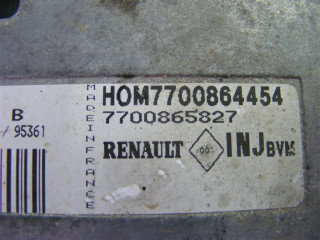 HOM7700864454
7700865827
RENAULT INJ BVM
B
/ 95361
MADE IN FRANCE